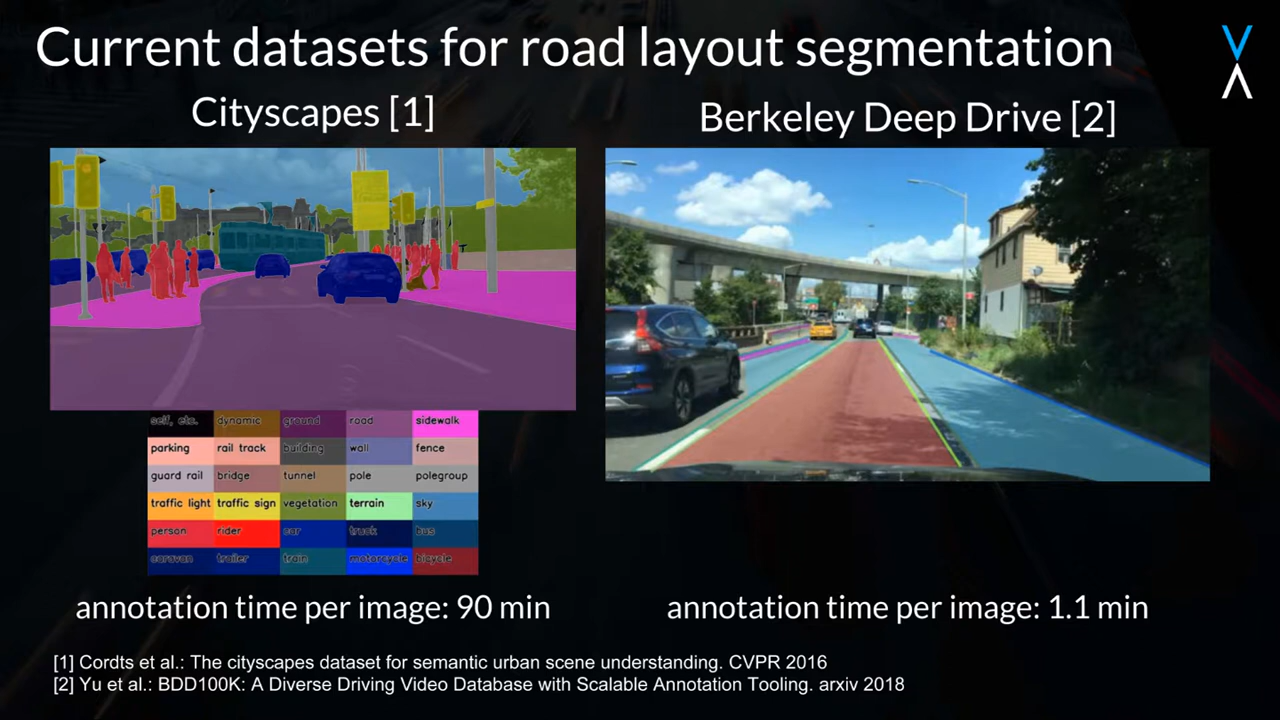 Current datasets for road layout segmentation
Cityscapes [1]
Berkeley Deep Drive [2]
self, etc. dynamic ground road sidewalk
parking rail track building wall fence
guard rail bridge tunnel pole polegroup
traffic light traffic sign vegetation terrain sky
person rider car truck bus
caravan trailer train motorcycle bicycle
annotation time per image: 90 min
annotation time per image: 1.1 min
[1] Cordts et al.: The cityscapes dataset for semantic urban scene understanding. CVPR 2016
[2] Yu et al.: BDD100K: A Diverse Driving Video Database with Scalable Annotation Tooling. arxiv 2018